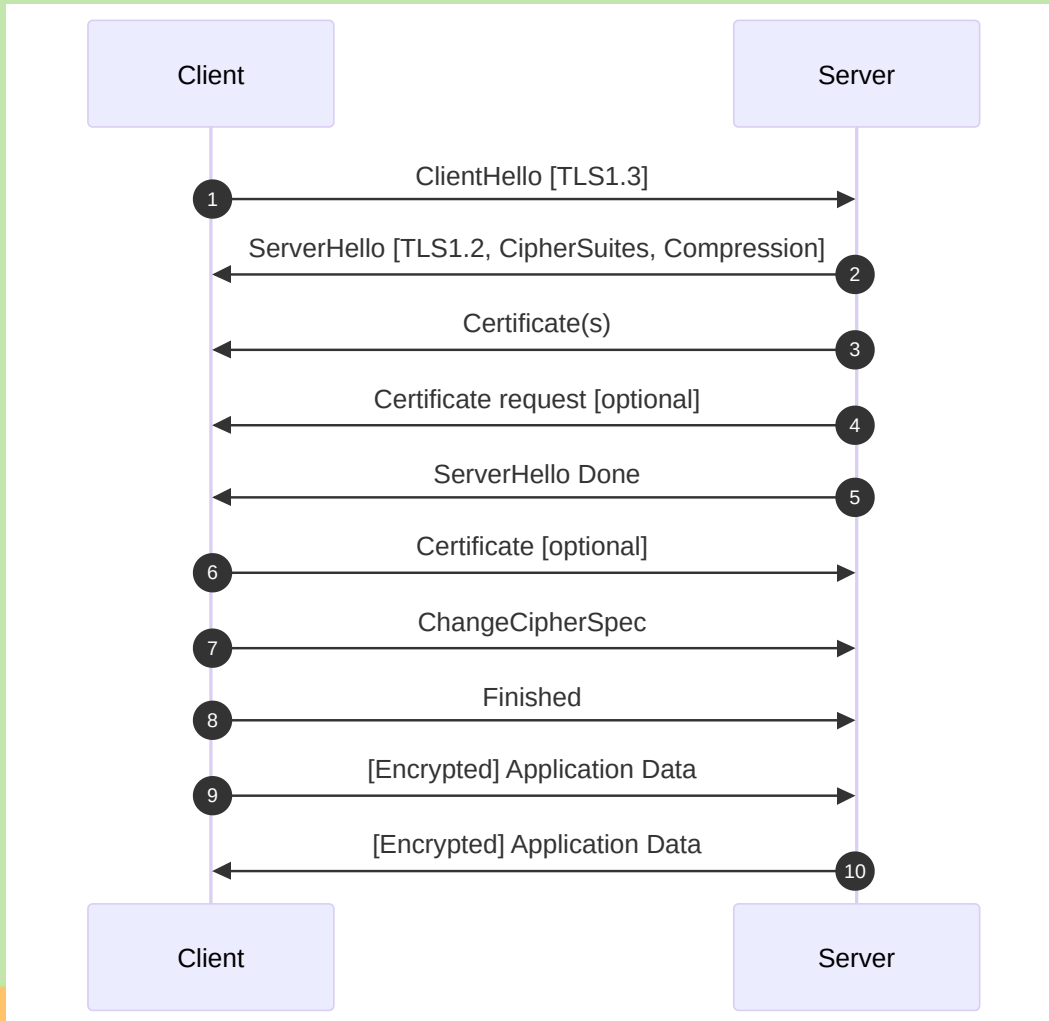 Client
Server
ClientHello [TLS1.3]
1
ServerHello [TLS1.2, CipherSuites, Compression]
2
Certificate(s)
3
Certificate request [optional]
4
ServerHello Done
5
Certificate [optional]
6
ChangeCipherSpec
7
Finished
8
[Encrypted] Application Data
9
[Encrypted] Application Data
10
Client
Server